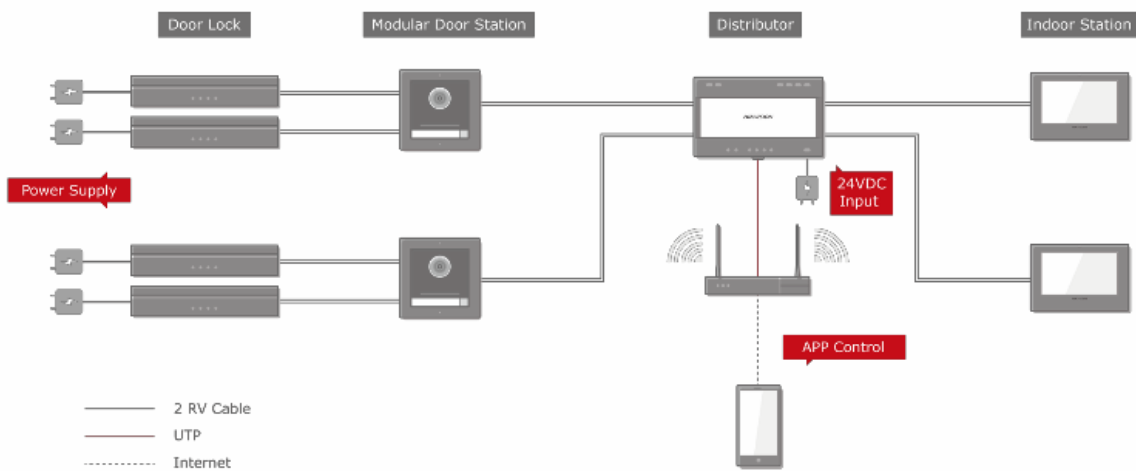 Door Lock
Modular Door Station
Distributor
Indoor Station
Power Supply
24VDC
Input
APP Control
2 RV Cable
UTP
Internet